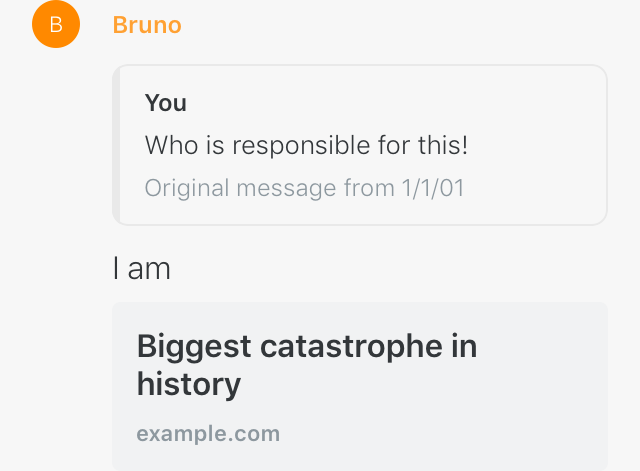 B
Bruno
You
Who is responsible for this!
Original message from 1/1/01
I am
Biggest catastrophe in
history
example.com